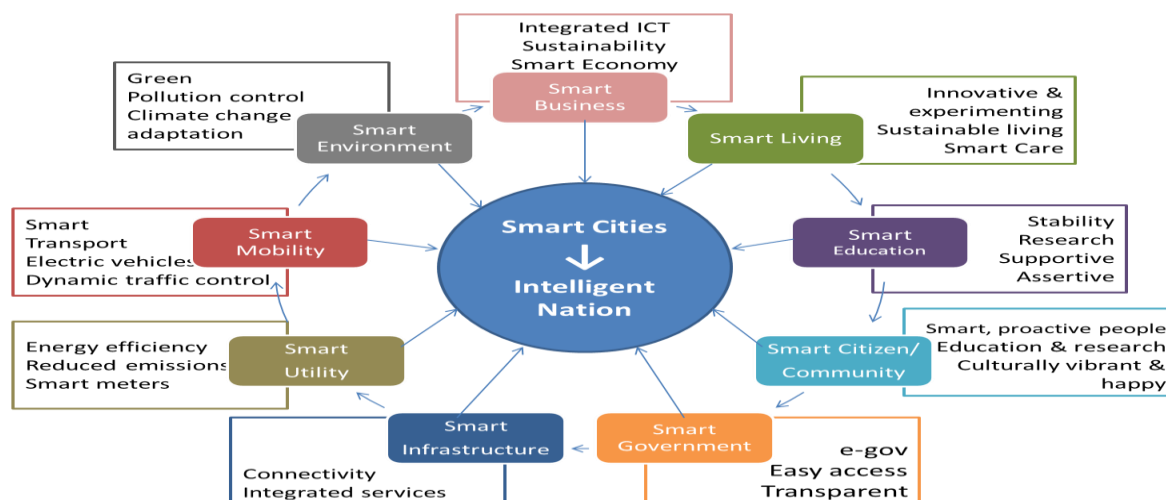 Integrated ICT
Sustainability
Smart Economy
Smart
Business
Green
Pollution control
Climate change
adaptation
Smart
Environment
Innovative &
experimenting
Sustainable living
Smart Care
Smart Living
Smart
Transport
Electric vehicles
Dynamic traffic control
Smart
Mobility
Smart Cities
Intelligent
Nation
Smart
Education
Stability
Research
Supportive
Assertive
Energy efficiency
Reduced emissions
Smart meters
Smart
Utility
Smart Citizen/
Community
Smart, proactive people
Education & research
Culturally vibrant &
happy
Smart
Infrastructure
Connectivity
Integrated services
Smart
Government
e-gov
Easy access
Transparent